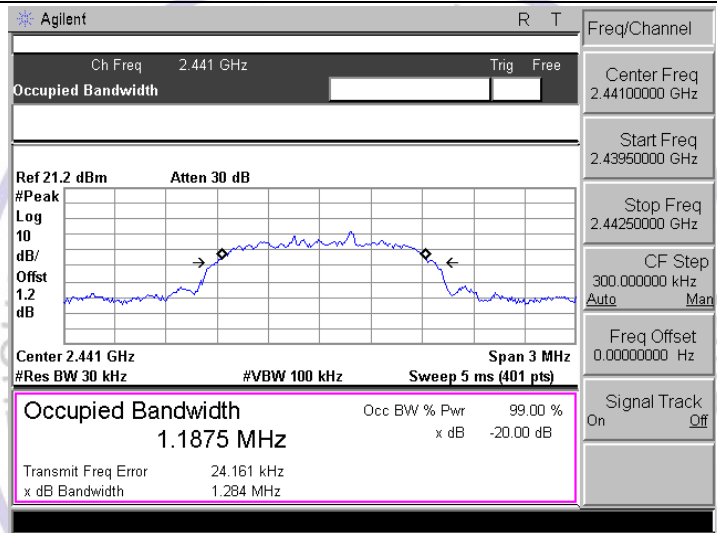 Agilent R T
Freq/Channel
Ch Freq 2.441 GHz Trig Free
Occupied Bandwidth
Center Freq
2.44100000 GHz
Start Freq
2.43950000 GHz
Stop Freq
2.44250000 GHz
CF Step
300.000000 kHz
Auto Man
Freq Offset
0.00000000 Hz
Signal Track
On Off
Ref 21.2 dBm Atten 30 dB
#Peak
Log
10
dB/
Offst
1.2
dB
Center 2.441 GHz Span 3 MHz
#Res BW 30 kHz #VBW 100 kHz Sweep 5 ms (401 pts)
Occupied Bandwidth Occ BW % Pwr 99.00 %
1.1875 MHz x dB -20.00 dB
Transmit Freq Error 24.161 kHz
x dB Bandwidth 1.284 MHz